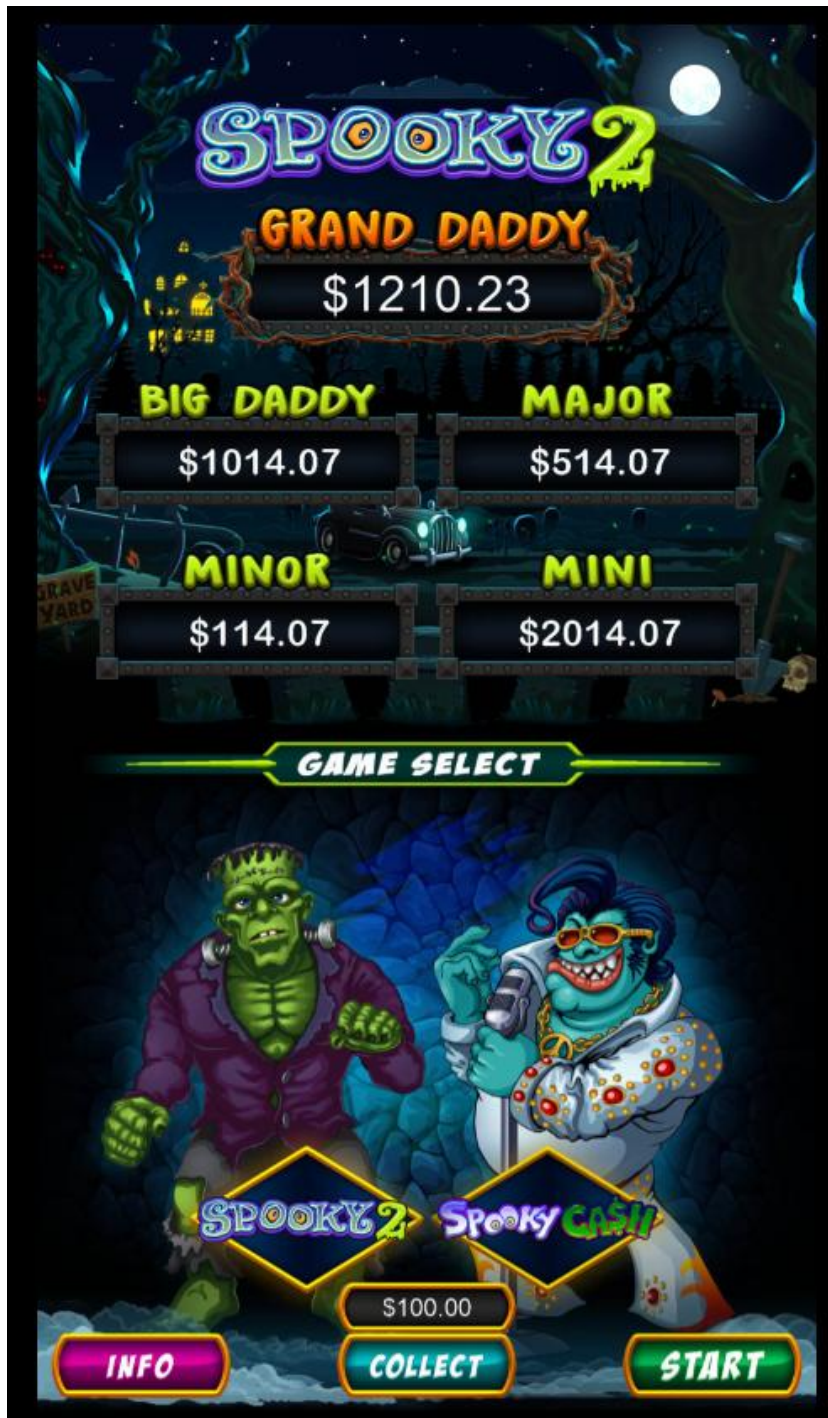 SPOOKY 2
GRAND DADDY
$1210.23
BIG DADDY MAJOR
$1014.07 $514.07
MINOR MINI
GRAVE
YARD
$114.07 $2014.07
GAME SELECT
SPOOKY 2 SPOOKY CA$H
$100.00
INFO COLLECT START